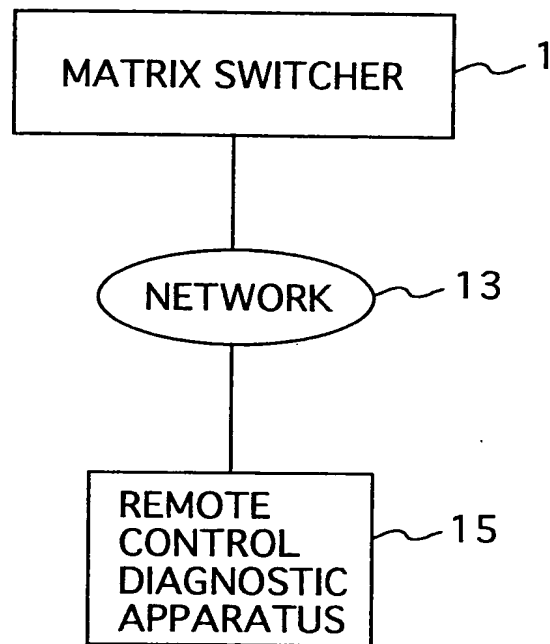 MATRIX SWITCHER 1
NETWORK 13
REMOTE
CONTROL
DIAGNOSTIC
APPARATUS
15